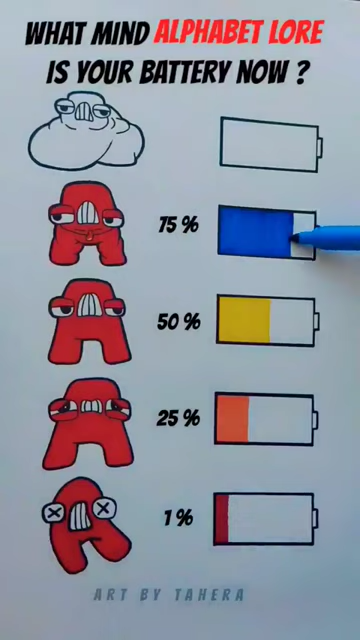 WHAT MIND ALPHABET LORE
IS YOUR BATTERY NOW ?
75 %
50 %
25 %
1 %
ART BY TAHERA